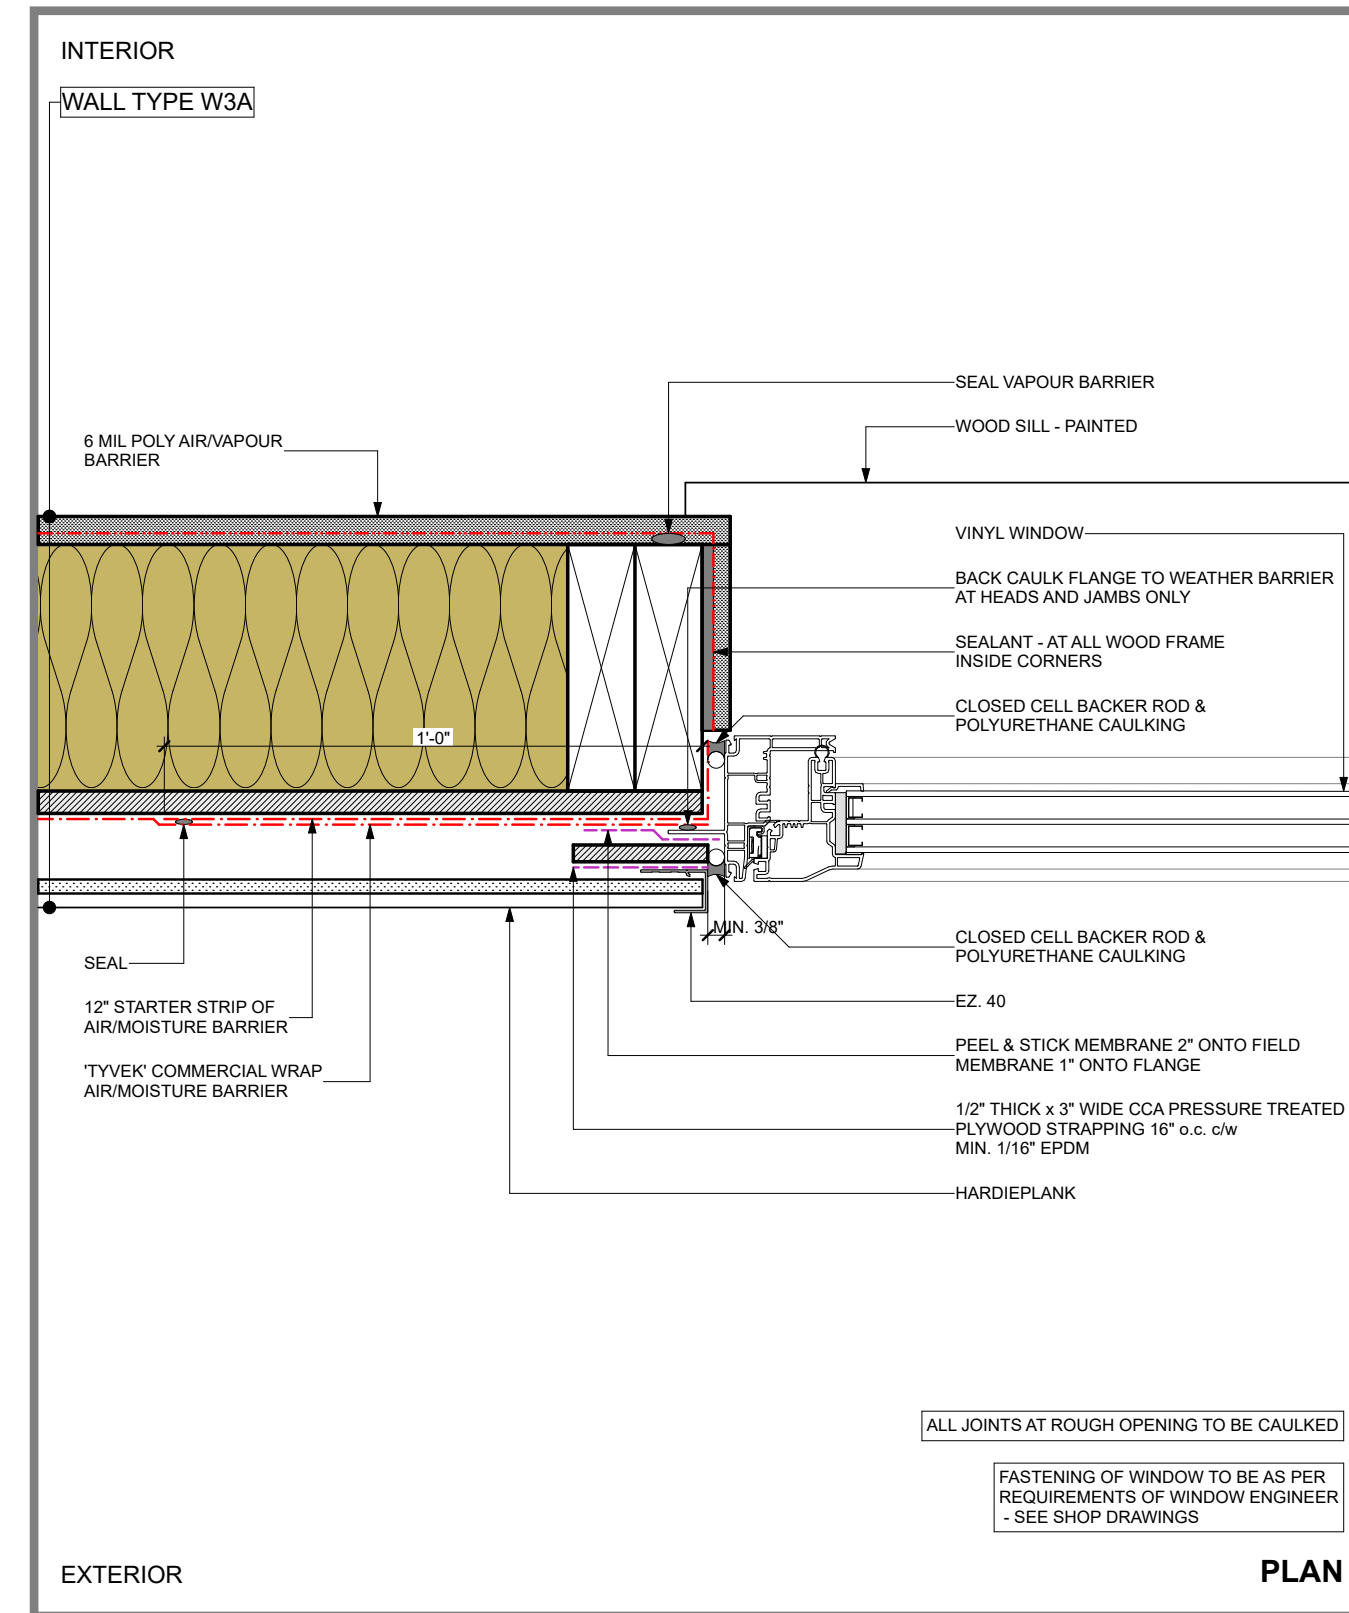 INTERIOR
WALL TYPE W3A
SEAL VAPOUR BARRIER
WOOD SILL - PAINTED
6 MIL POLY AIR/VAPOUR
BARRIER
VINYL WINDOW
BACK CAULK FLANGE TO WEATHER BARRIER
AT HEADS AND JAMBS ONLY
SEALANT - AT ALL WOOD FRAME
INSIDE CORNERS
CLOSED CELL BACKER ROD &
POLYURETHANE CAULKING
1'-0"
MIN. 3/8"
CLOSED CELL BACKER ROD &
POLYURETHANE CAULKING
SEAL
EZ. 40
12" STARTER STRIP OF
AIR/MOISTURE BARRIER
PEEL & STICK MEMBRANE 2" ONTO FIELD
MEMBRANE 1" ONTO FLANGE
'TYVEK' COMMERCIAL WRAP
AIR/MOISTURE BARRIER
1/2" THICK x 3" WIDE CCA PRESSURE TREATED
PLYWOOD STRAPPING 16" o.c. c/w
MIN. 1/16" EPDM
HARDIEPLANK
ALL JOINTS AT ROUGH OPENING TO BE CAULKED
FASTENING OF WINDOW TO BE AS PER
REQUIREMENTS OF WINDOW ENGINEER
- SEE SHOP DRAWINGS
EXTERIOR
PLAN